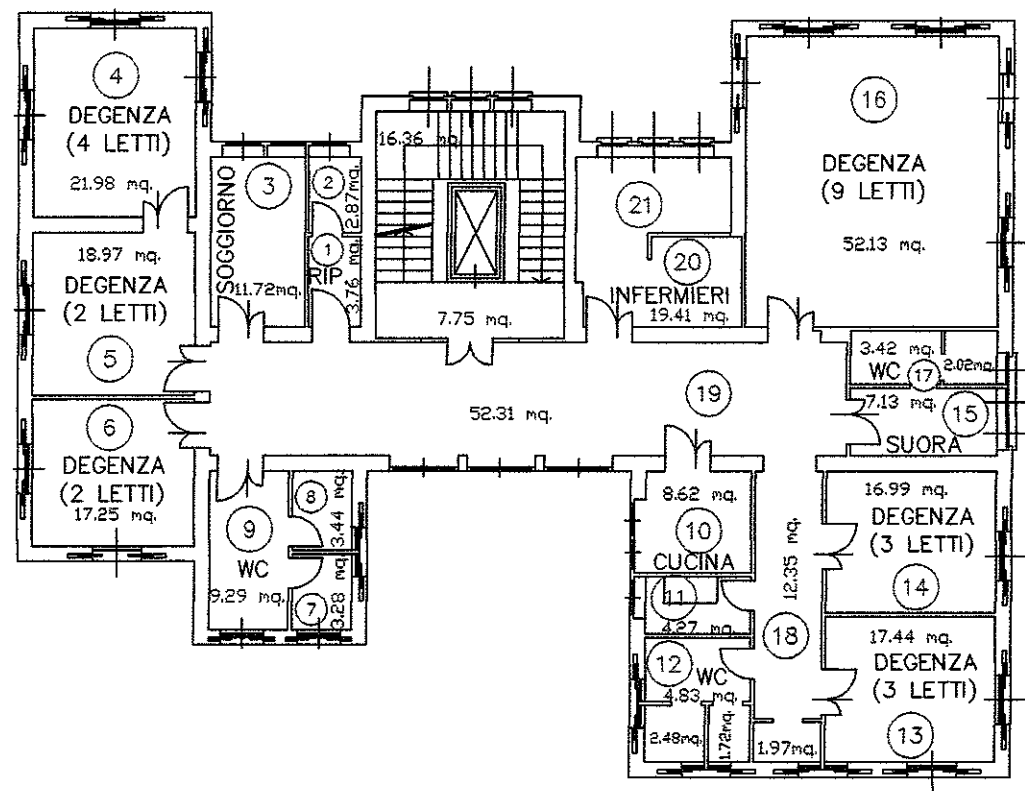 4
DEGENZA
(4 LETTI)
21.98 mq.
18.97 mq.
DEGENZA
(2 LETTI)
5
6
DEGENZA
(2 LETTI)
17.25 mq.
SOGGIORNO
3
11.72mq.
2
2.87mq.
1
RIP
3.76 mq.
16.36 mq.
7.75 mq.
21
20
INFERMIERI
19.41 mq.
16
DEGENZA
(9 LETTI)
52.13 mq.
3.42 mq.
WC
17
2.02mq.
7.13 mq.
15
SUORA
19
52.31 mq.
9
WC
9.29 mq.
8
3.44 mq.
7
3.28 mq.
8.62 mq.
10
CUCINA
11
4.27 mq.
12
WC
4.83 mq.
2.48mq.
1.72mq.
12.35 mq.
18
1.97mq.
16.99 mq.
DEGENZA
(3 LETTI)
14
17.44 mq.
DEGENZA
(3 LETTI)
13